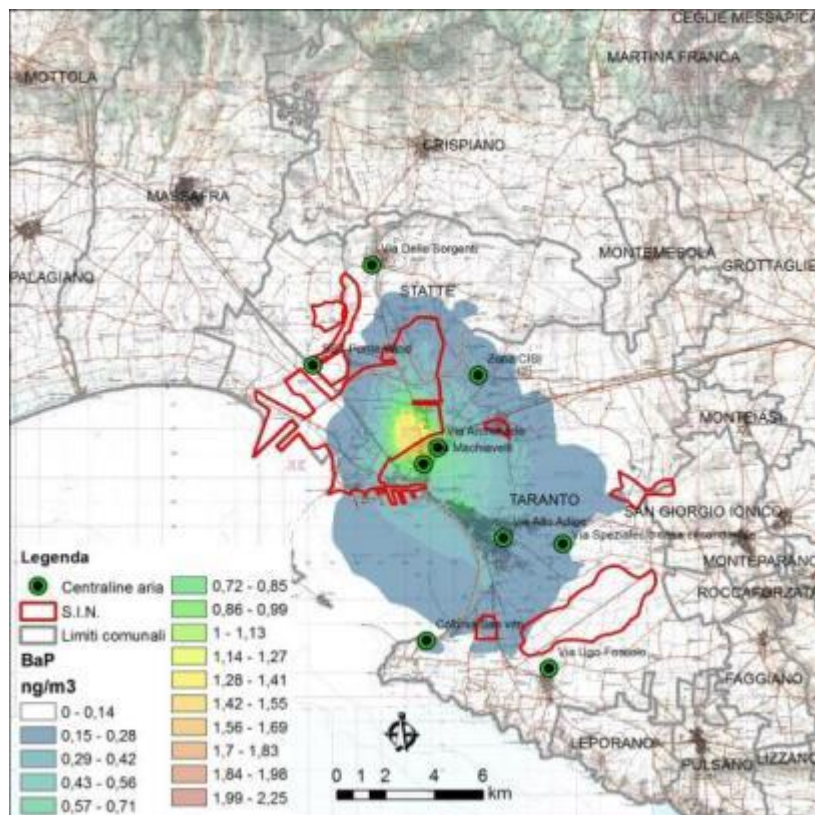 CEGLIE MESSAPICA
MARTINA FRANCA
MOTTOLA
CRISPIANO
MASSAFRA
Via Delle Sorgenti
MONTEMESOLA
GROTTAGLIE
PALAGIANO
STATTE
Zona CISI
MONTEIASI
Via Machiavelli
TARANTO
SAN GIORGIO IONICO
Via Alto Adige
Via Speziale
MONTEPARANO
ROCCAFORZATA
Via Ugo Foscolo
FAGGIANO
LEPORANO
PULSANO
LIZZANO
Legenda
Centraline aria
S.I.N.
Limiti comunali
BaP
ng/m3
0 - 0,14
0,15 - 0,28
0,29 - 0,42
0,43 - 0,56
0,57 - 0,71
0,72 - 0,85
0,86 - 0,99
1 - 1,13
1,14 - 1,27
1,28 - 1,41
1,42 - 1,55
1,56 - 1,69
1,7 - 1,83
1,84 - 1,98
1,99 - 2,25
0 1 2 4 6
km